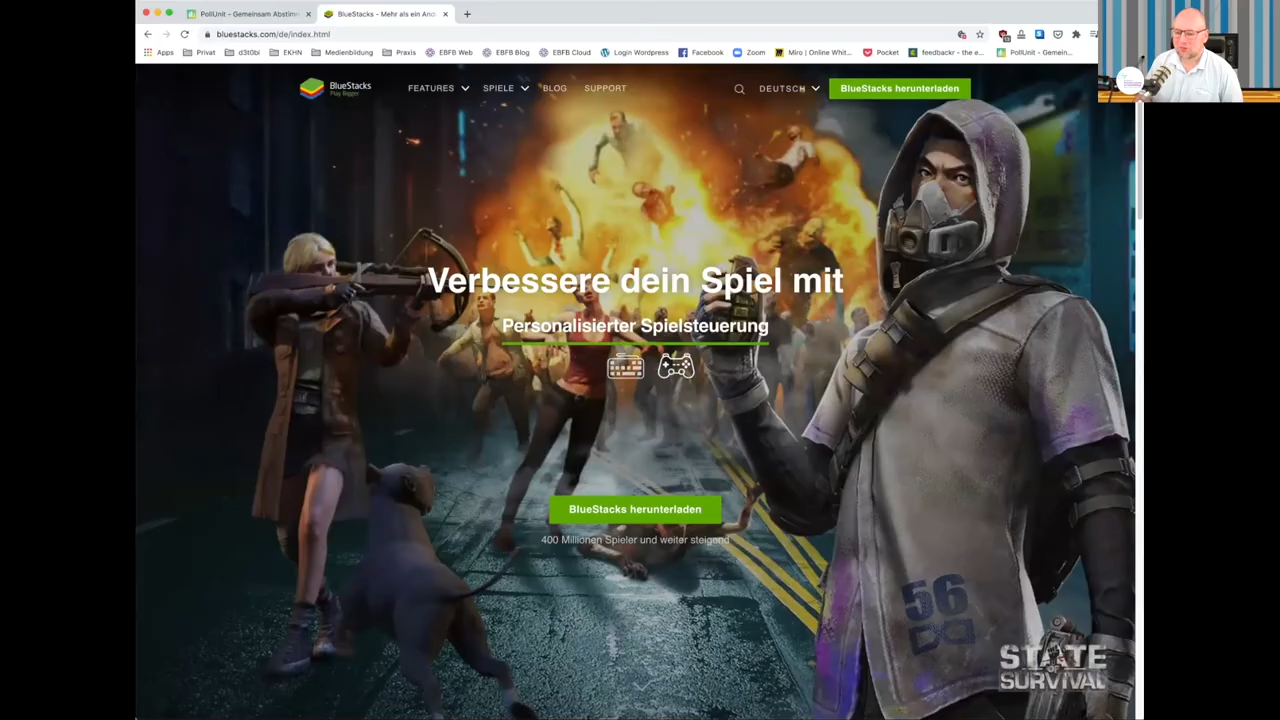 PollUnit - Gemeinsam Abstim
BlueStacks - Mehr als ein And
bluestacks.com/de/index.html
Apps Privat d3t0bi EKHN Medienbildung Praxis EBFB Web EBFB Blog EBFB Cloud Login Wordpress Facebook Zoom Miro | Online Whit... Pocket feedbackr - the e... PollUnit - Gemein...
BlueStacks
Play Bigger
FEATURES SPIELE BLOG SUPPORT DEUTSCH BlueStacks herunterladen
Verbessere dein Spiel mit
Personalisierter Spielsteuerung
BlueStacks herunterladen
400 Millionen Spieler und weiter steigend
56
STATE
OF
SURVIVAL